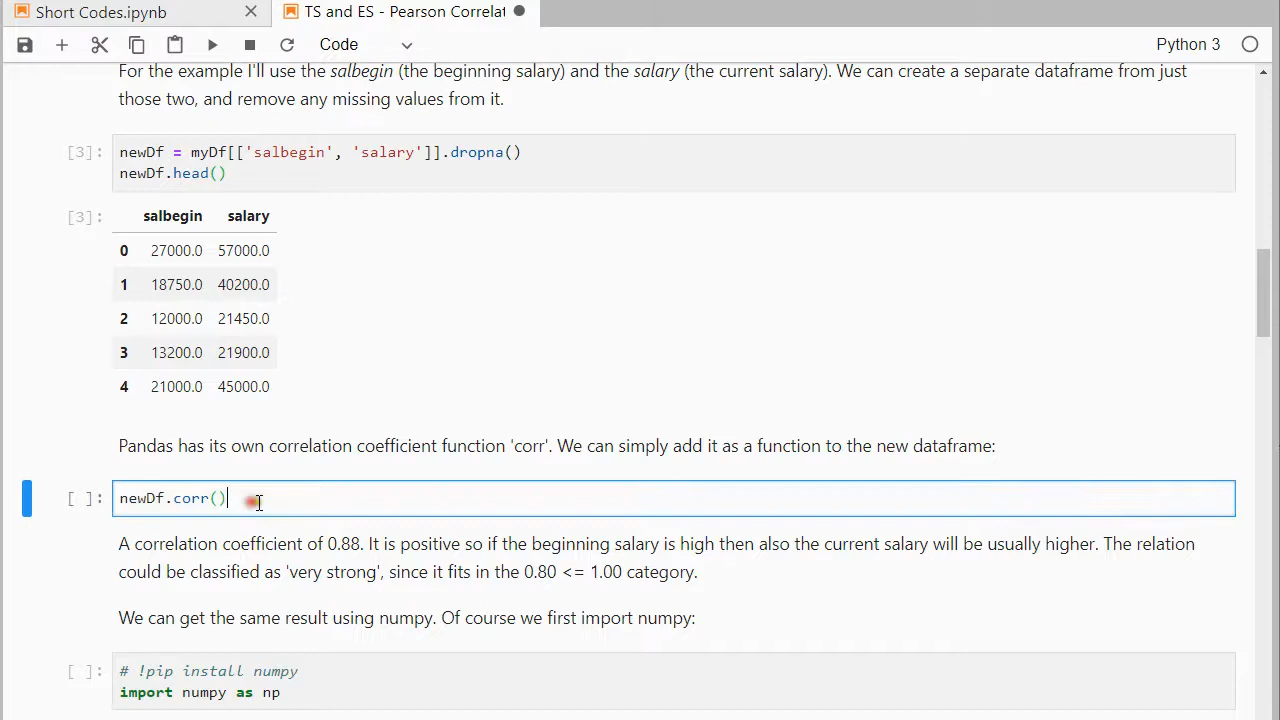 Short Codes.ipynb
TS and ES - Pearson Correlat
Code
Python 3
For the example I'll use the salbegin (the beginning salary) and the salary (the current salary). We can create a separate dataframe from just
those two, and remove any missing values from it.
[3]: newDf = myDf[['salbegin', 'salary']].dropna()
newDf.head()
[3]: salbegin salary
0 27000.0 57000.0
1 18750.0 40200.0
2 12000.0 21450.0
3 13200.0 21900.0
4 21000.0 45000.0
Pandas has its own correlation coefficient function 'corr'. We can simply add it as a function to the new dataframe:
[ ]: newDf.corr()
A correlation coefficient of 0.88. It is positive so if the beginning salary is high then also the current salary will be usually higher. The relation
could be classified as 'very strong', since it fits in the 0.80 <= 1.00 category.
We can get the same result using numpy. Of course we first import numpy:
[ ]: # !pip install numpy
import numpy as np